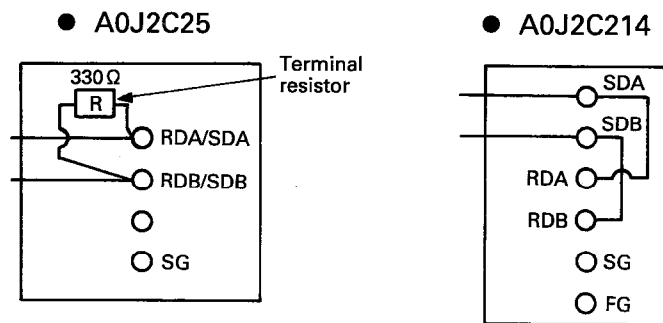 ● A0J2C25
330Ω
R
Terminal
resistor
RDA/SDA
RDB/SDB
SG
● A0J2C214
SDA
SDB
RDA
RDB
SG
FG